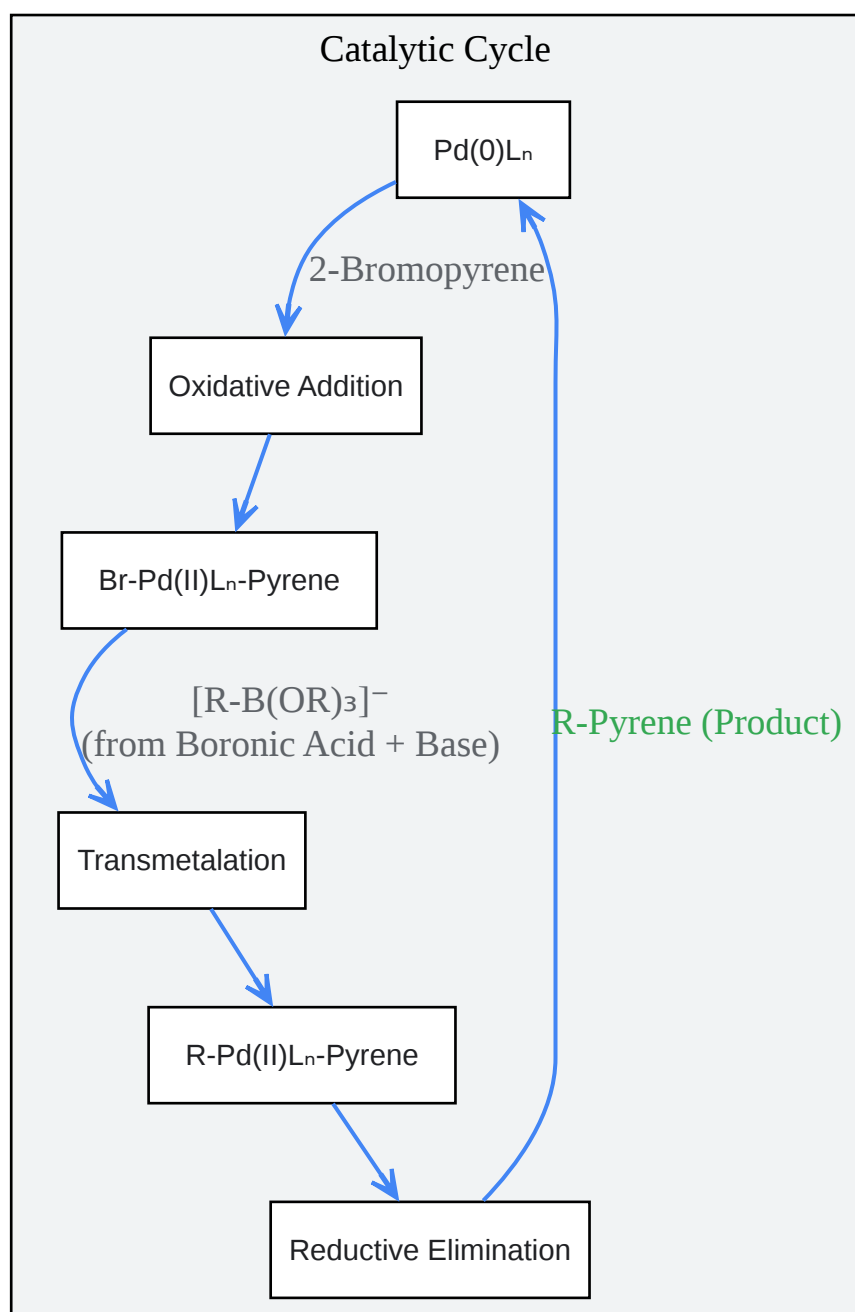 Catalytic Cycle
Pd(0)Lₙ
2-Bromopyrene
Oxidative Addition
Br-Pd(II)Lₙ-Pyrene
[R-B(OR)₃]⁻
(from Boronic Acid + Base)
R-Pyrene (Product)
Transmetalation
R-Pd(II)Lₙ-Pyrene
Reductive Elimination